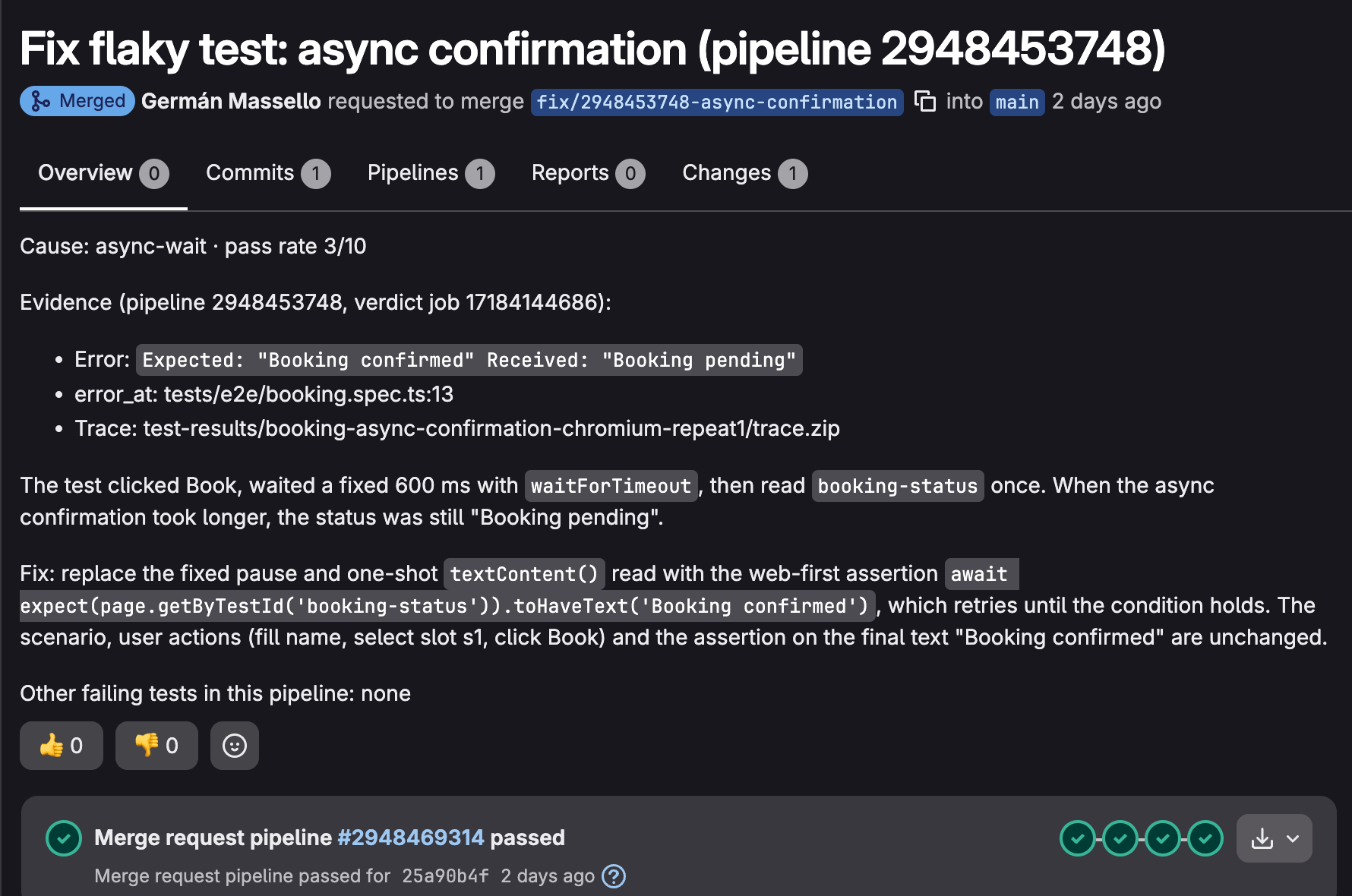 Fix flaky test: async confirmation (pipeline 2948453748)
Merged Germán Massello requested to merge fix/2948453748-async-confirmation into main 2 days ago
Overview 0 Commits 1 Pipelines 1 Reports 0 Changes 1
Cause: async-wait · pass rate 3/10
Evidence (pipeline 2948453748, verdict job 17184144686):
• Error: Expected: "Booking confirmed" Received: "Booking pending"
• error_at: tests/e2e/booking.spec.ts:13
• Trace: test-results/booking-async-confirmation-chromium-repeat1/trace.zip
The test clicked Book, waited a fixed 600 ms with waitForTimeout, then read booking-status once. When the async
confirmation took longer, the status was still "Booking pending".
Fix: replace the fixed pause and one-shot textContent() read with the web-first assertion await
expect(page.getByTestId('booking-status')).toHaveText('Booking confirmed'), which retries until the condition holds. The
scenario, user actions (fill name, select slot s1, click Book) and the assertion on the final text "Booking confirmed" are unchanged.
Other failing tests in this pipeline: none
👍 0 👎 0
Merge request pipeline #2948469314 passed
Merge request pipeline passed for 25a90b4f 2 days ago ?